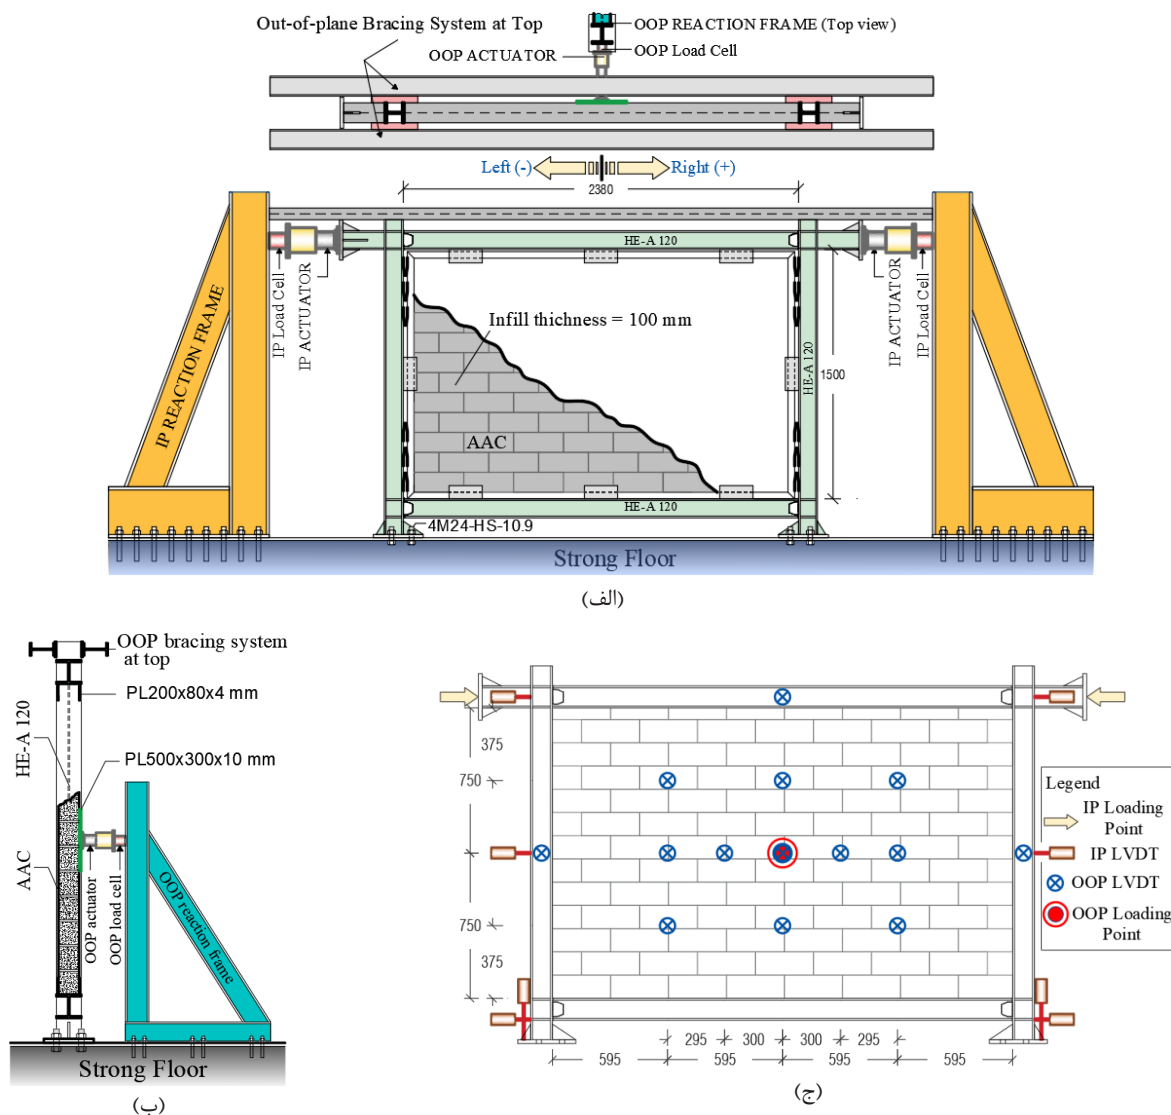 Out-of-plane Bracing System at Top
OOP REACTION FRAME (Top view)
OOP Load Cell
OOP ACTUATOR
Left (-)
Right (+)
2380
HE-A 120
IP Load Cell
IP ACTUATOR
IP REACTION FRAME
Infill thichness = 100 mm
AAC
HE-A 120
1500
IP ACTUATOR
IP Load Cell
HE-A 120
4M24-HS-10.9
Strong Floor
(الف)
OOP bracing system
at top
PL200x80x4 mm
HE-A 120
PL500x300x10 mm
AAC
OOP actuator
OOP load cell
OOP reaction frame
Strong Floor
(ب)
375
750
750
375
295
300
300
295
595
595
595
595
Legend
IP Loading
Point
IP LVDT
OOP LVDT
OOP Loading
Point
(ج)